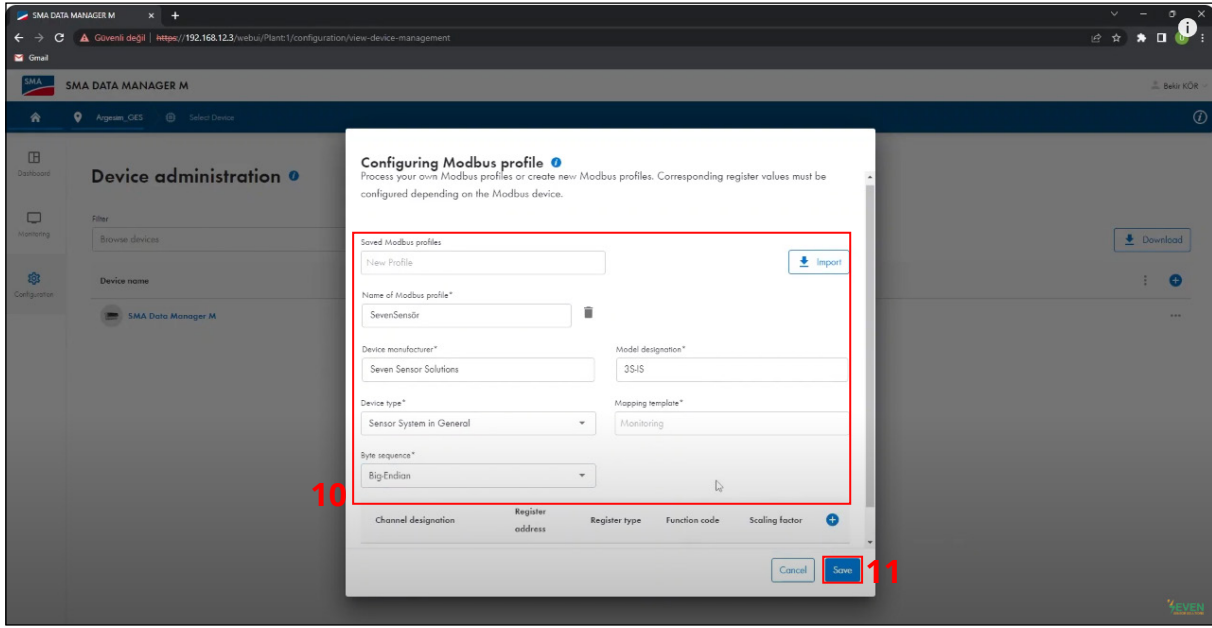 SMA DATA MANAGER M
Güvenli değil | https://192.168.12.3/webui/Plant:1/configuration/view-device-management
Gmail
SMA
SMA DATA MANAGER M
Bekir KÖR
Argesim_GES
Select Device
Dashboard
Device administration
Monitoring
Filter
Browse devices
Download
Configuration
Device name
SMA Data Manager M
Configuring Modbus profile
Process your own Modbus profiles or create new Modbus profiles. Corresponding register values must be
configured depending on the Modbus device.
Saved Modbus profiles
New Profile
Import
Name of Modbus profile*
SevenSensör
Device manufacturer*
Model designation*
Seven Sensor Solutions
3S-IS
Device type*
Mapping template*
Sensor System in General
Monitoring
Byte sequence*
Big-Endian
10
Channel designation
Register
address
Register type
Function code
Scaling factor
Cancel
Save
11
SEVEN